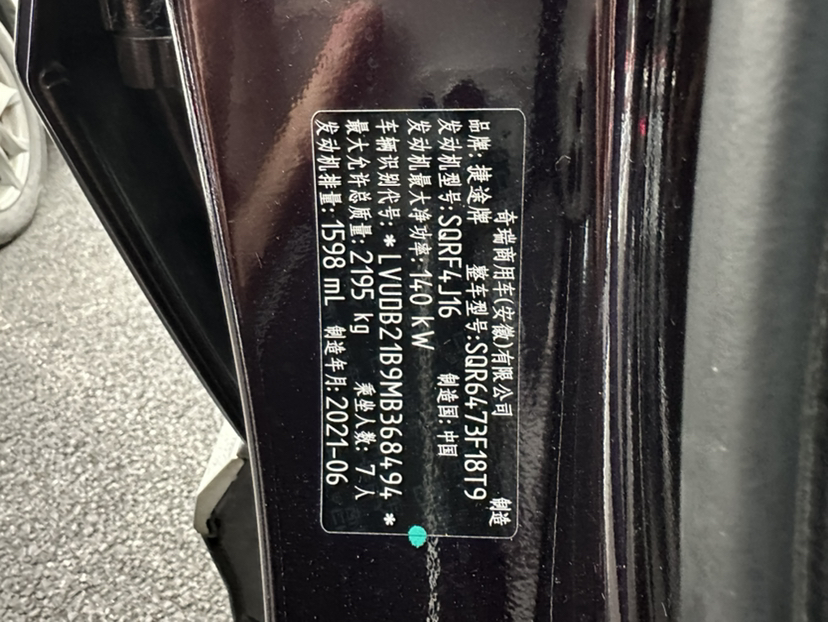 奇瑞商用车(安徽)有限公司 制造
品牌: 捷途牌 整车型号:SQR6473F18T9
发动机型号:SQRF4J16 制造国: 中国
发动机最大净功率: 140 kW
车辆识别代号: *LVUDB21B9MB368494*
最大允许总质量: 2195 kg 乘坐人数: 7 人
发动机排量: 1598 mL 制造年月: 2021-06